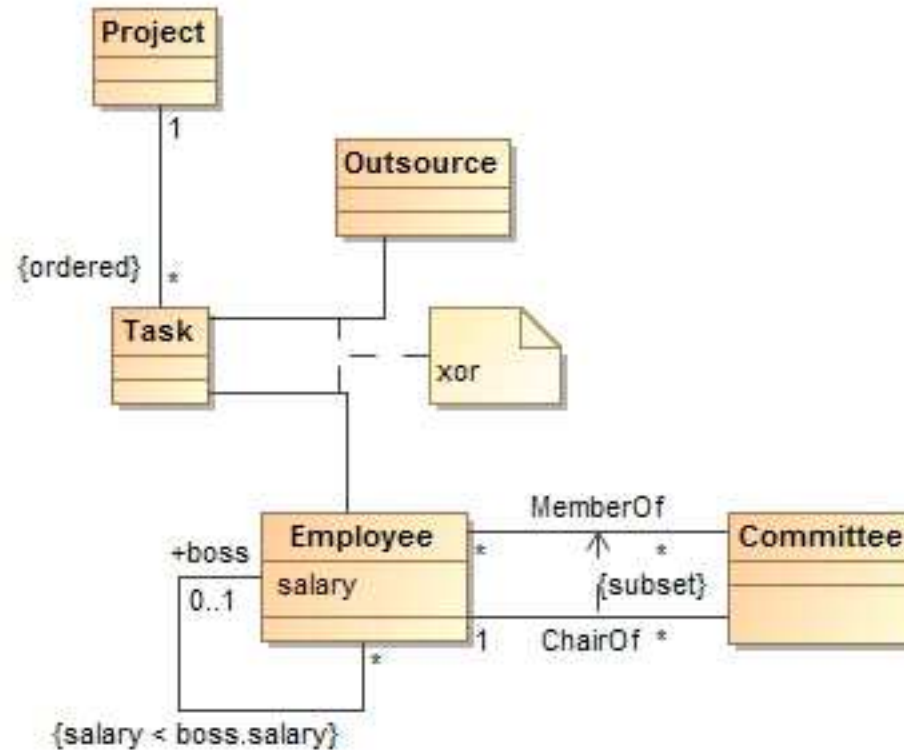 Project
1
Outsource
{ordered} *
Task
xor
MemberOf
Employee
* *
Committee
+boss
salary
{subset}
0..1
1
ChairOf *
*
{salary < boss.salary}